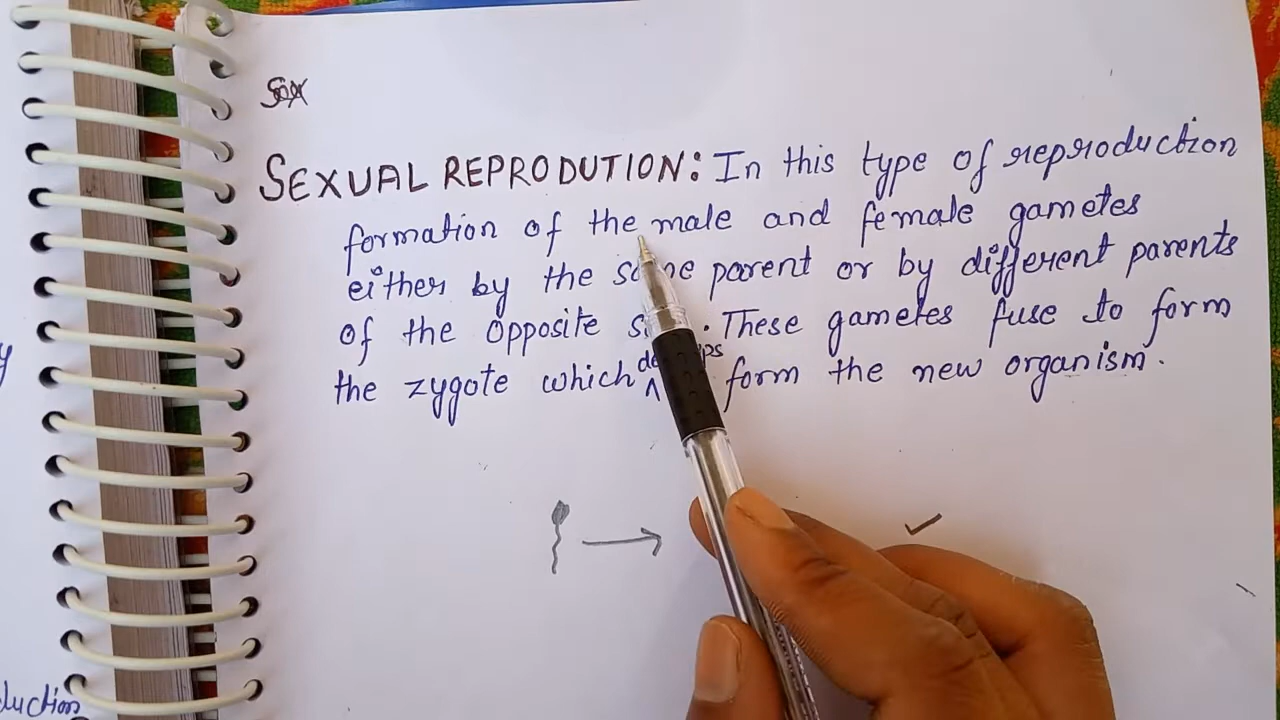 SEXUAL REPRODUTION: In this type of reproduction
formation of the male and female gametes
either by the same parent or by different parents
of the opposite . These gametes fuse to form
the zygote which develops form the new organism.
duction